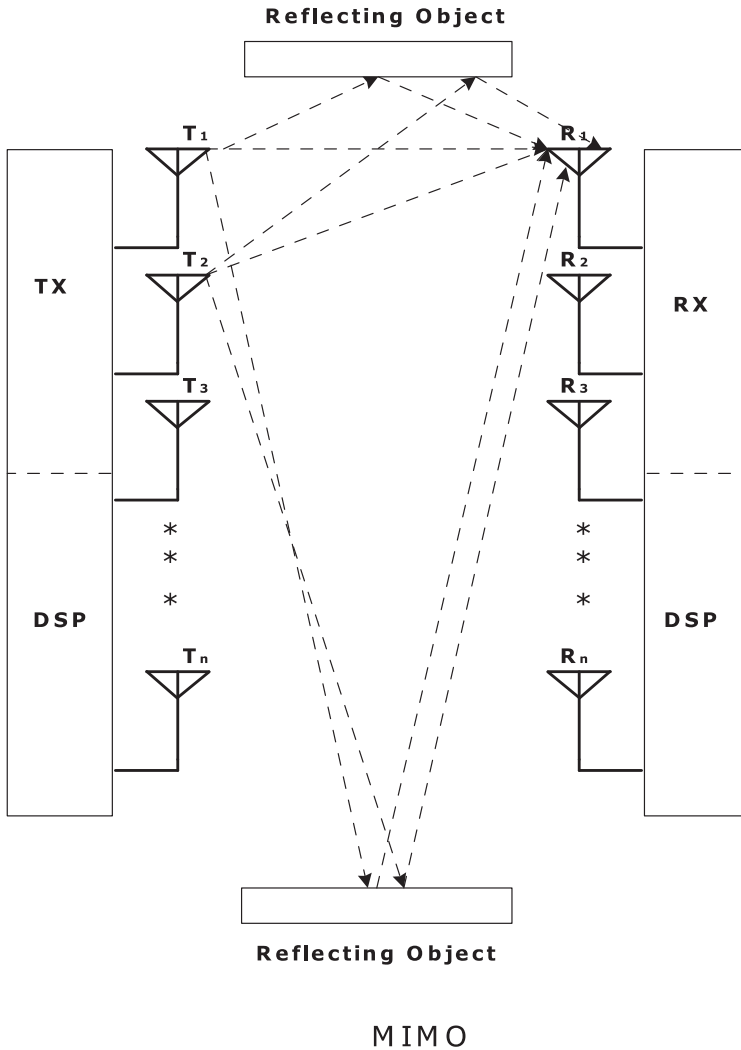 Reflecting Object
T1
R1
T2
R2
TX
RX
T3
R3
*
*
*
*
*
*
DSP
DSP
Tn
Rn
Reflecting Object
MIMO